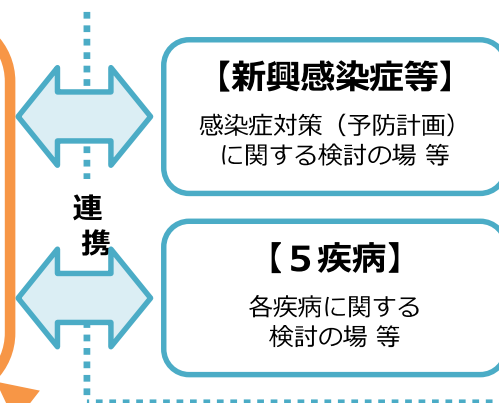 【新興感染症等】
感染症対策（予防計画）
に関する検討の場 等
連
携
【５疾病】
各疾病に関する
検討の場 等